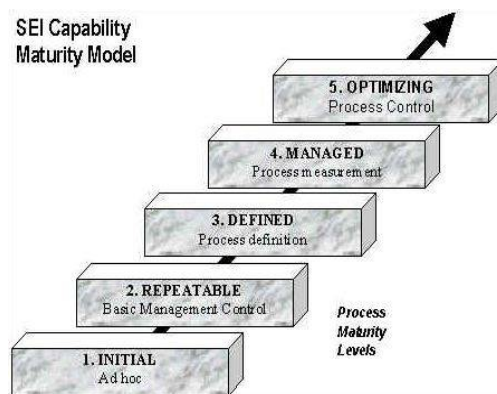 SEI Capability
Maturity Model
5. OPTIMIZING
Process Control
4. MANAGED
Process measurement
3. DEFINED
Process definition
2. REPEATABLE
Basic Management Control
Process
Maturity
Levels
1. INITIAL
Ad hoc